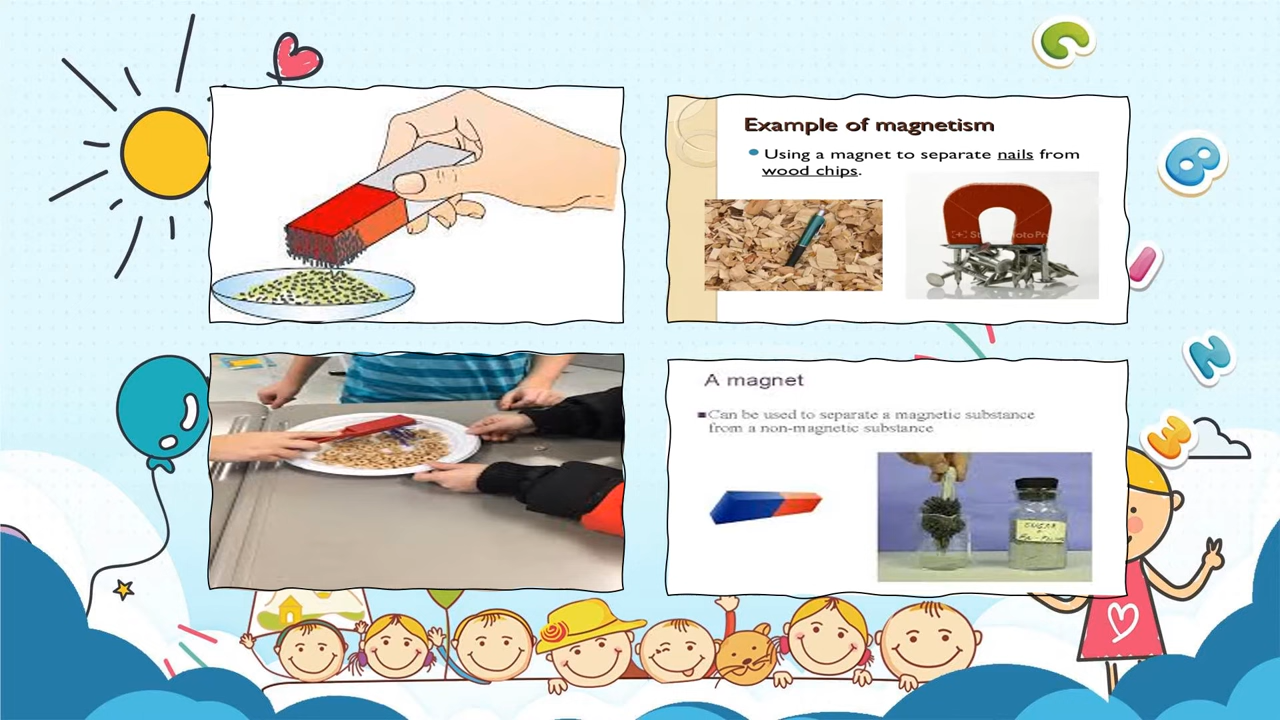 Example of magnetism
Using a magnet to separate nails from
wood chips.
A magnet
Can be used to separate a magnetic substance
from a non-magnetic substance